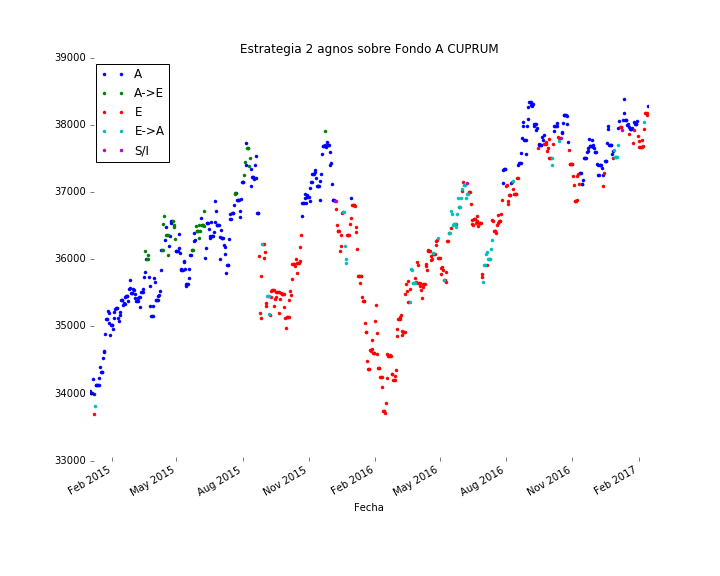 Estrategia 2 agnos sobre Fondo A CUPRUM
39000
38000
37000
36000
35000
34000
33000
A
A->E
E
E->A
S/I
Feb 2015
May 2015
Aug 2015
Nov 2015
Feb 2016
May 2016
Aug 2016
Nov 2016
Feb 2017
Fecha